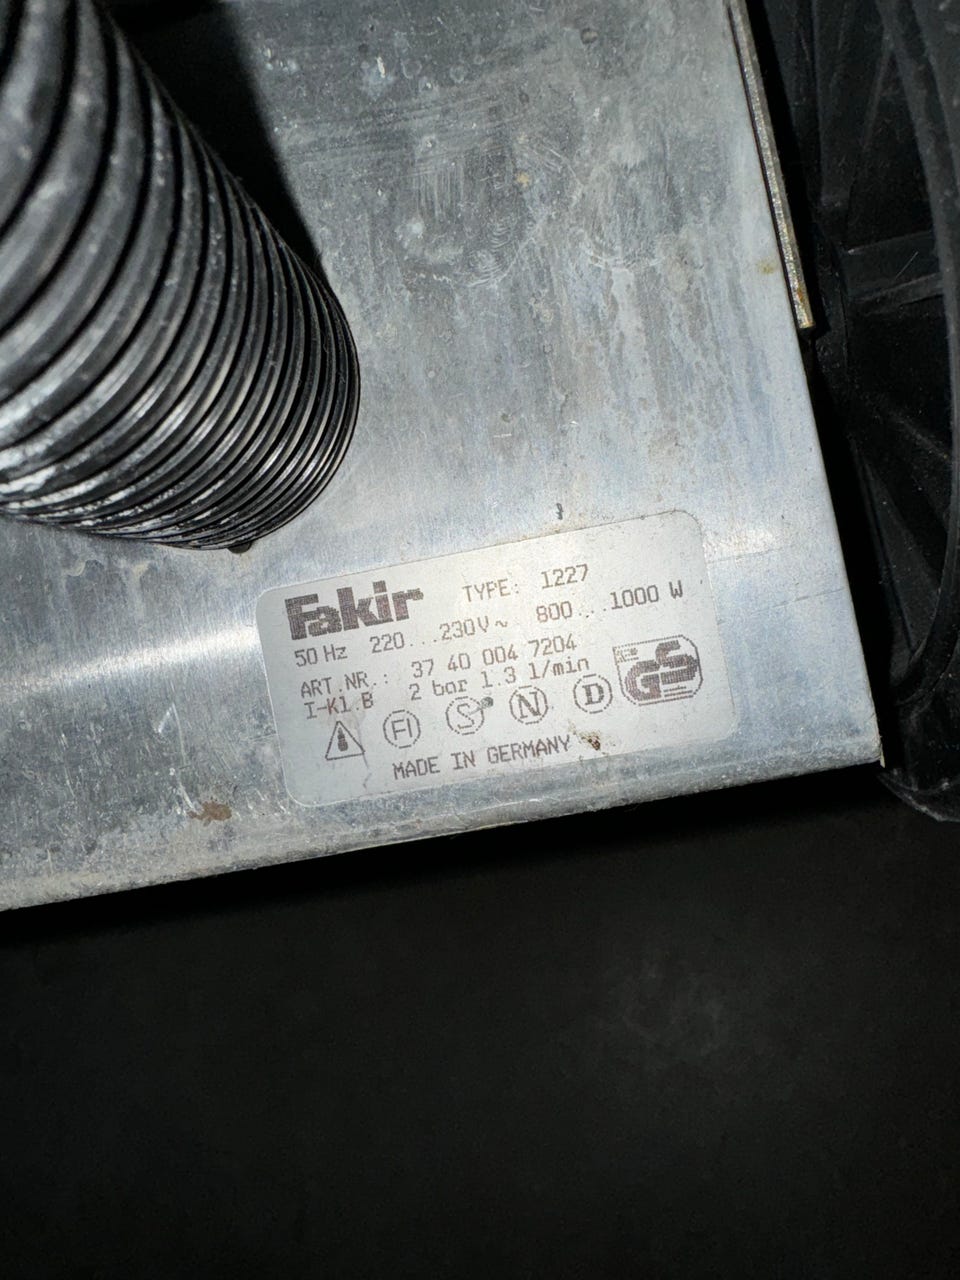 Fakir TYPE: 1227
50 Hz 220...230V~ 800...1000 W
ART.NR.: 37 40 004 7204
I-Kl.B 2 bar 1.3 l/min
FI S N D GS
MADE IN GERMANY